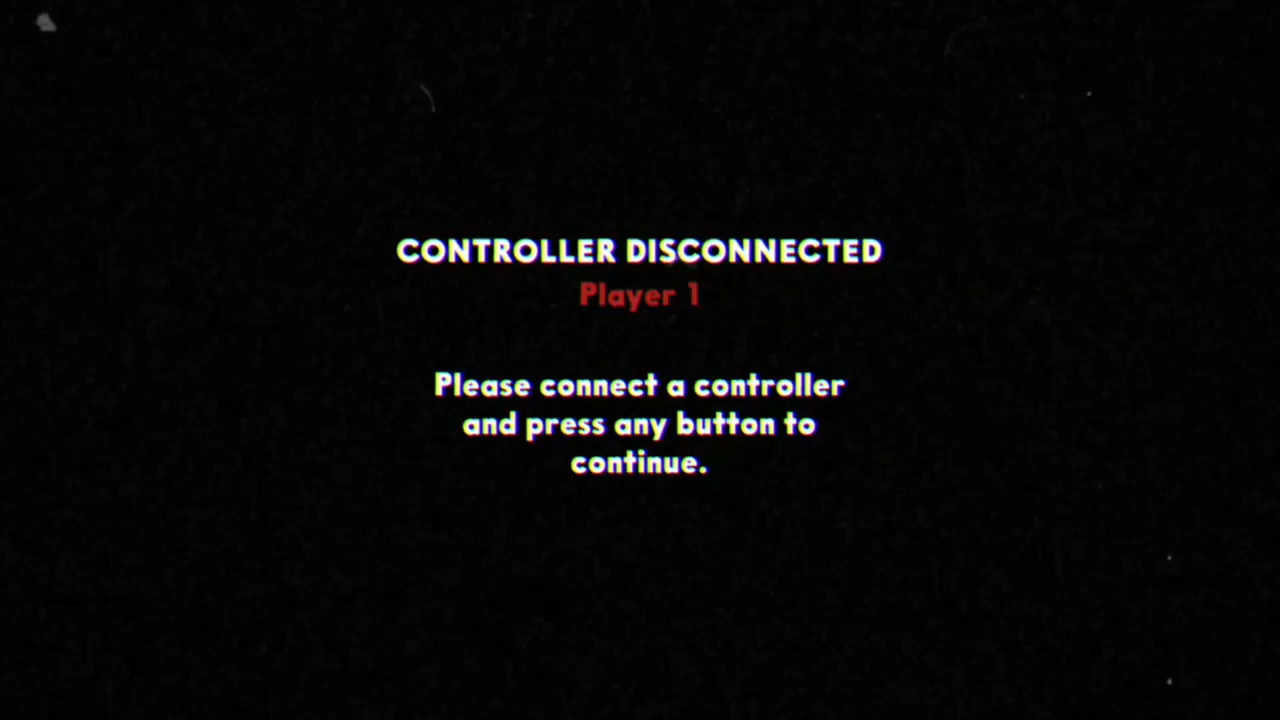 CONTROLLER DISCONNECTED
Player 1
Please connect a controller
and press any button to
continue.